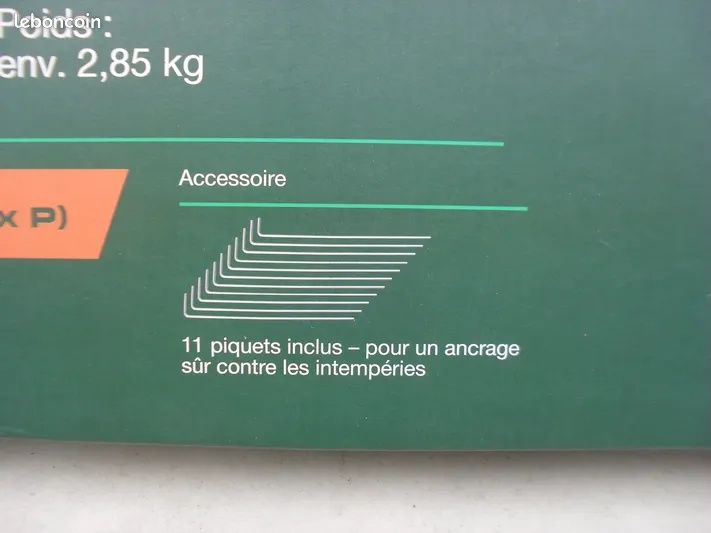 leboncoin
Poids :
env. 2,85 kg
Accessoire
x P)
11 piquets inclus – pour un ancrage
sûr contre les intempéries